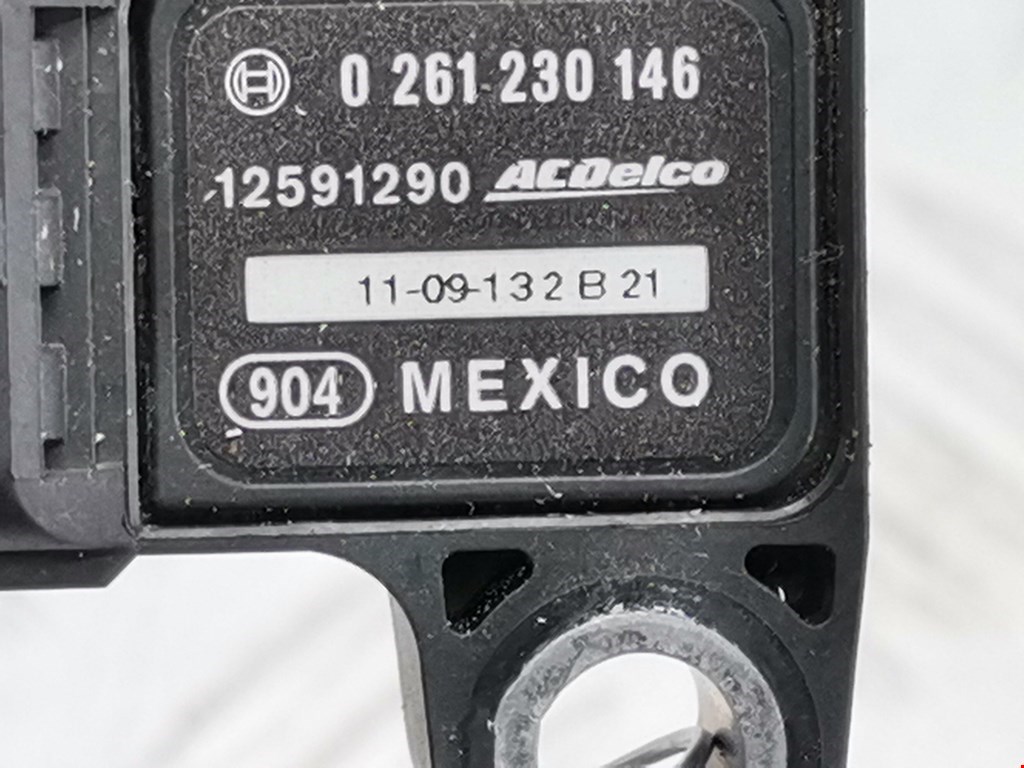 0 261 230 146
12591290 ACDelco
11-09-132 B 21
904 MEXICO